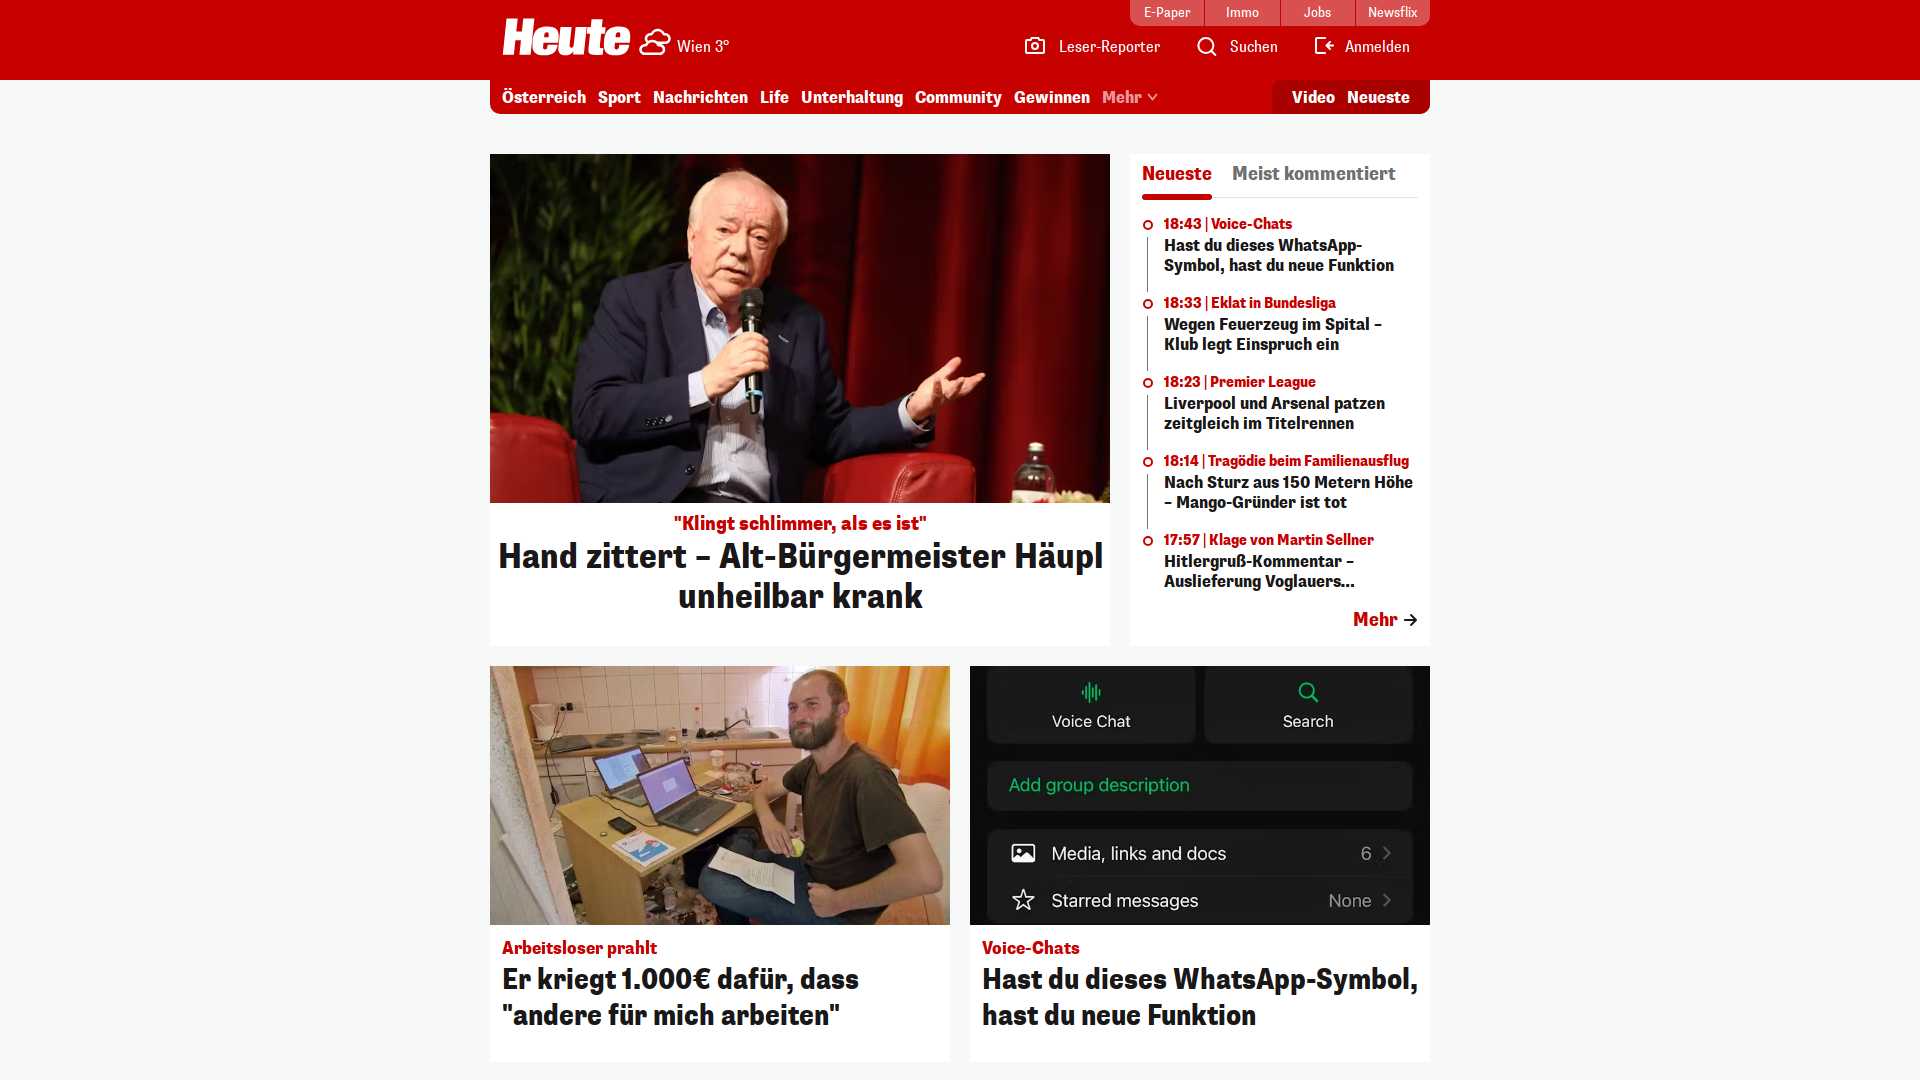 E-Paper
Immo
Jobs
Newsflix
Heute
Wien 3°
Leser-Reporter
Suchen
Anmelden
Österreich
Sport
Nachrichten
Life
Unterhaltung
Community
Gewinnen
Mehr
Video
Neueste
"Klingt schlimmer, als es ist"
Hand zittert – Alt-Bürgermeister Häupl
unheilbar krank
Neueste
Meist kommentiert
18:43 | Voice-Chats
Hast du dieses WhatsApp-
Symbol, hast du neue Funktion
18:33 | Eklat in Bundesliga
Wegen Feuerzeug im Spital –
Klub legt Einspruch ein
18:23 | Premier League
Liverpool und Arsenal patzen
zeitgleich im Titelrennen
18:14 | Tragödie beim Familienausflug
Nach Sturz aus 150 Metern Höhe
– Mango-Gründer ist tot
17:57 | Klage von Martin Sellner
Hitlergruß-Kommentar –
Auslieferung Voglauers...
Mehr
Arbeitsloser prahlt
Er kriegt 1.000€ dafür, dass
"andere für mich arbeiten"
Voice Chat
Search
Add group description
Media, links and docs
6
Starred messages
None
Voice-Chats
Hast du dieses WhatsApp-Symbol,
hast du neue Funktion